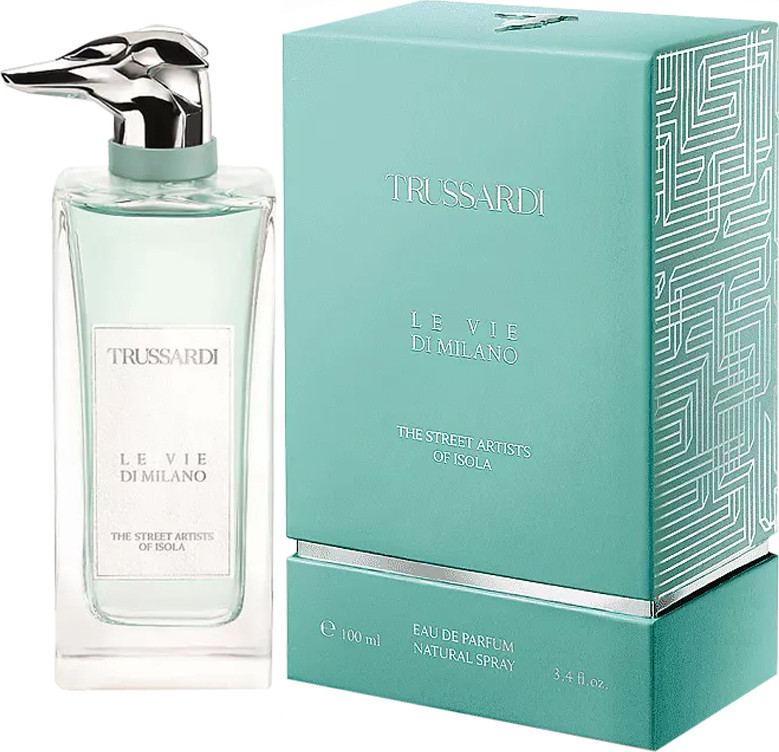 TRUSSARDI
LE VIE
DI MILANO
THE STREET ARTISTS
OF ISOLA
TRUSSARDI
LE VIE
DI MILANO
THE STREET ARTISTS
OF ISOLA
℮ 100 ml
EAU DE PARFUM
NATURAL SPRAY
3.4 fl.oz.